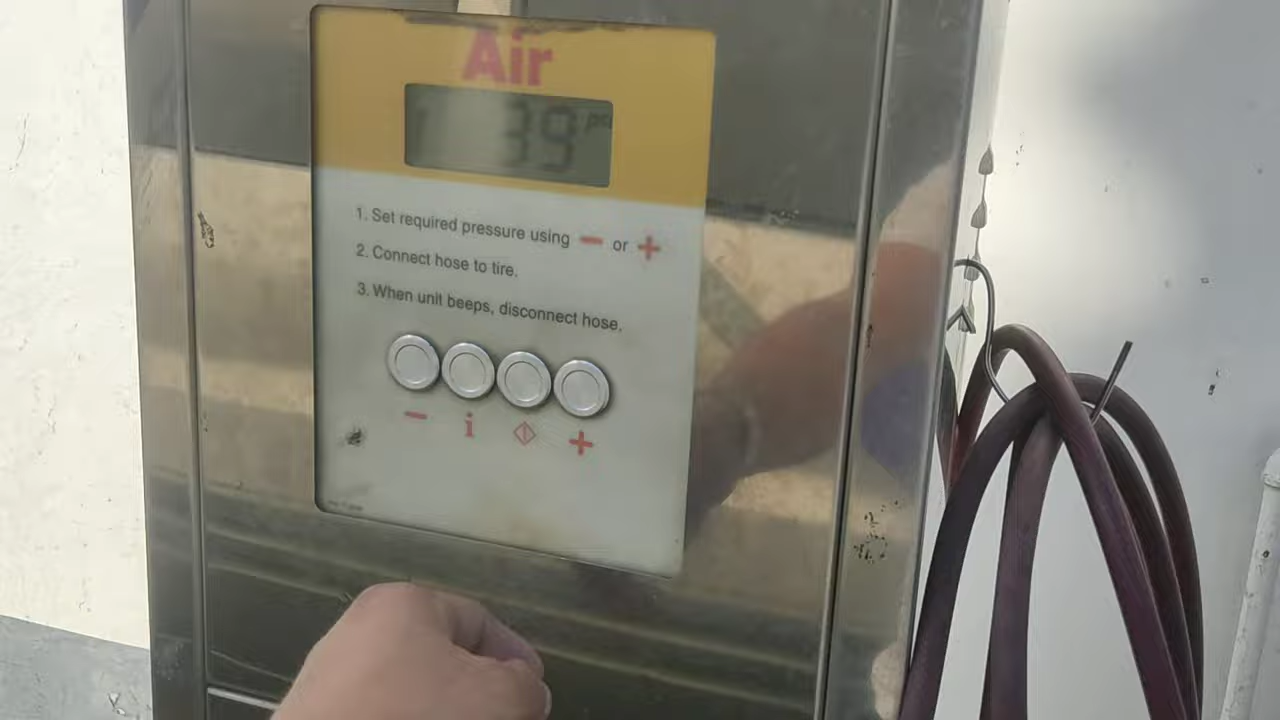 Air
39 psi
1. Set required pressure using − or +
2. Connect hose to tire.
3. When unit beeps, disconnect hose.
− i +